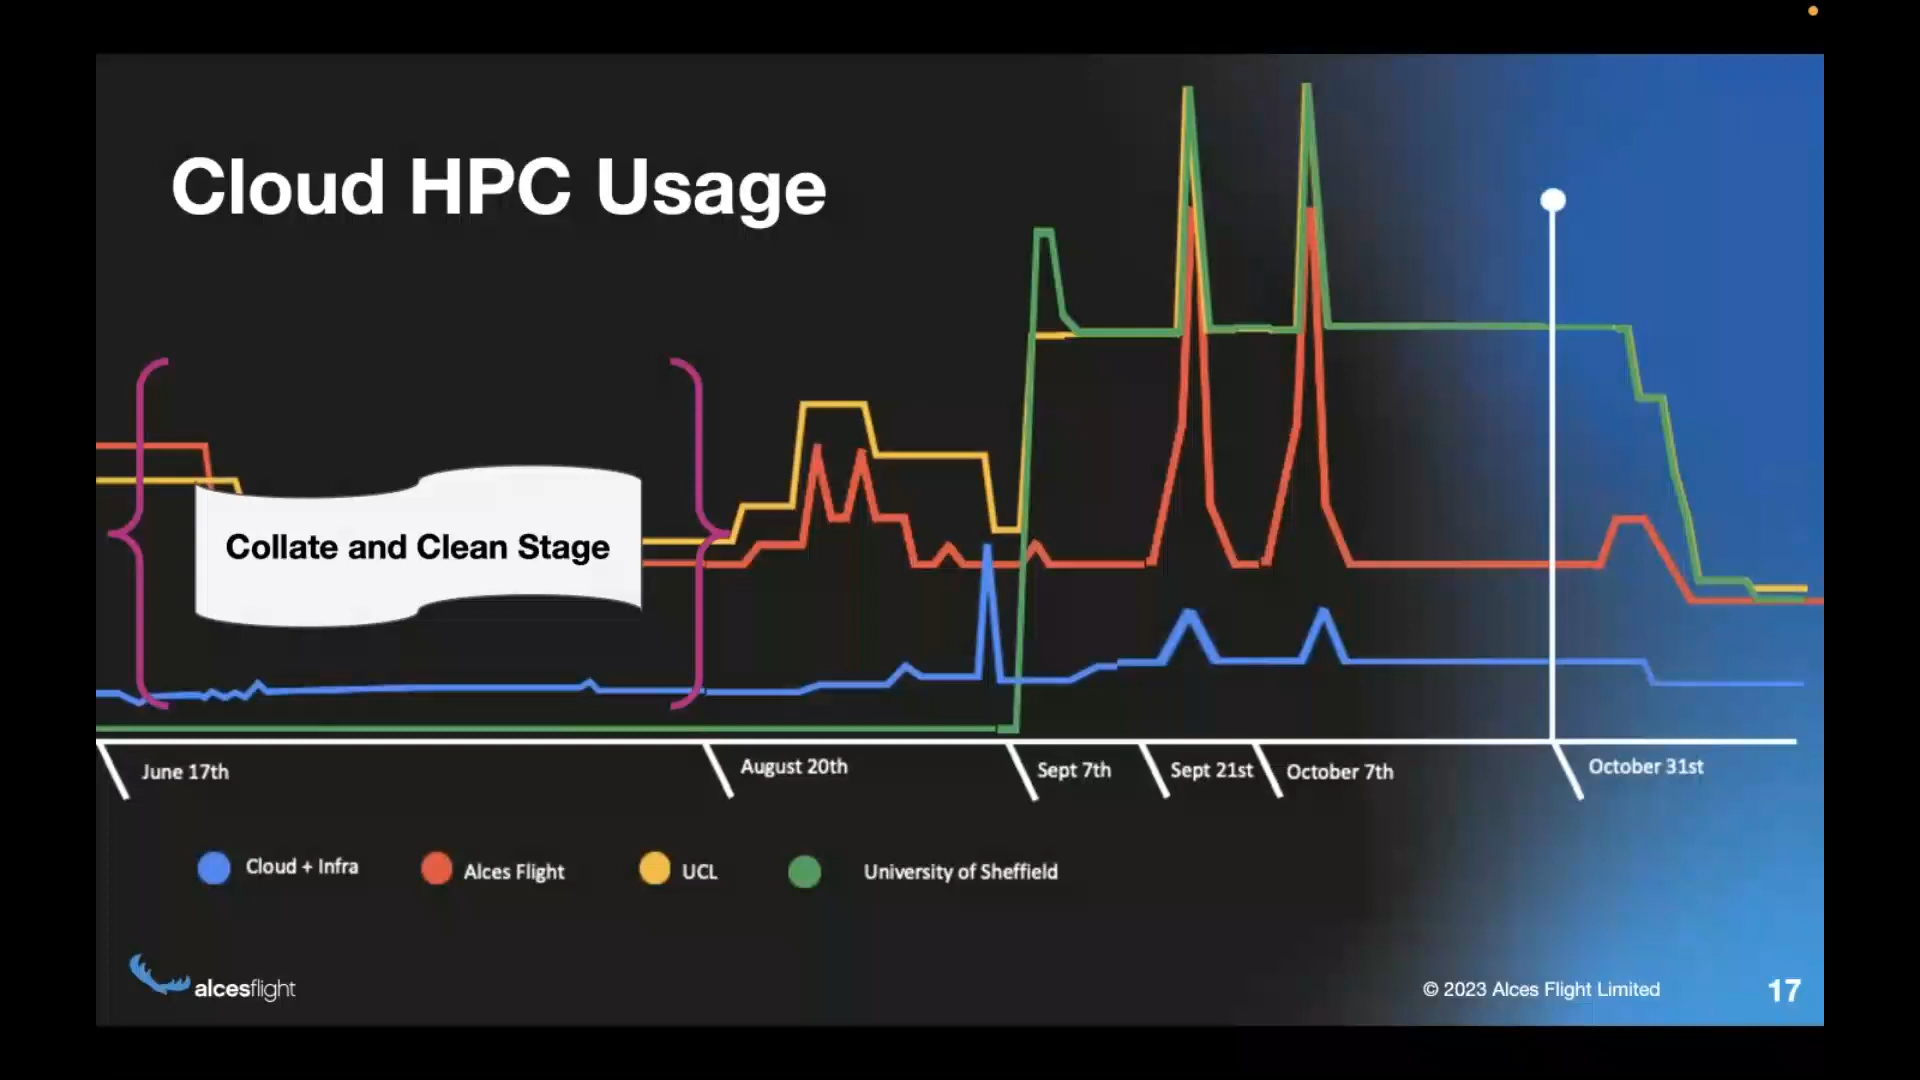 Cloud HPC Usage
Collate and Clean Stage
June 17th
August 20th
Sept 7th
Sept 21st
October 7th
October 31st
Cloud + Infra
Alces Flight
UCL
University of Sheffield
alcesflight
© 2023 Alces Flight Limited
17